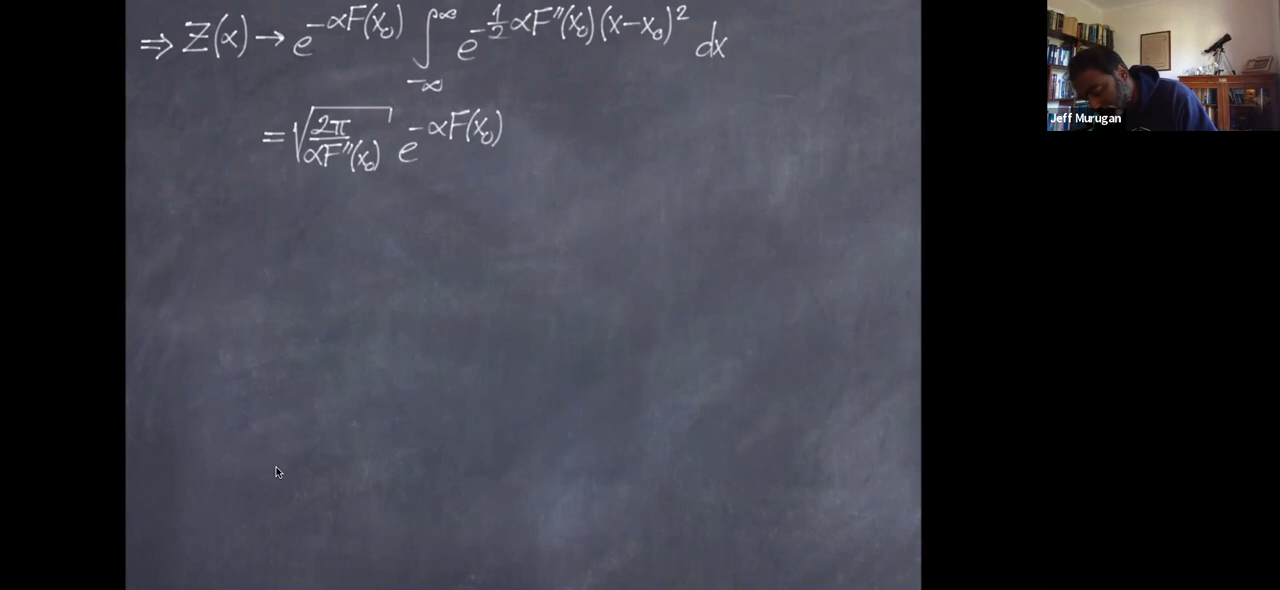 ⇒ Z(α) → e^{-αF(x₀)} ∫_{-∞}^{∞} e^{-½αF″(x₀)(x-x₀)²} dx
= √(2π/αF″(x₀)) e^{-αF(x₀)}
Jeff Murugan